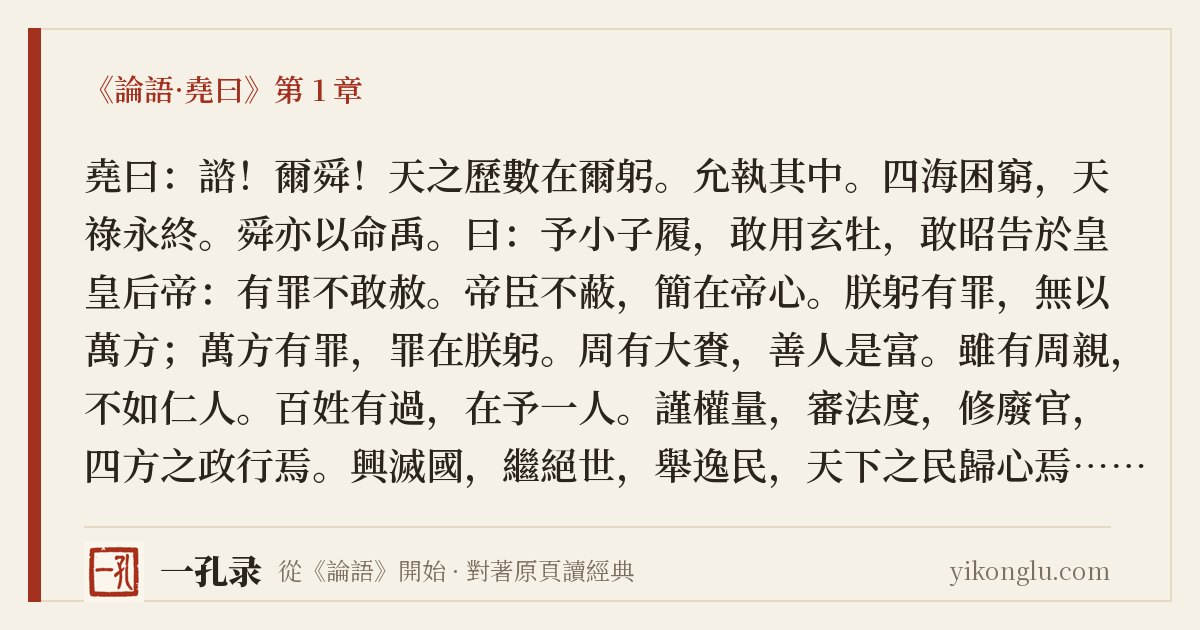 《論語·堯曰》第 1 章
堯曰：諮！爾舜！天之歷數在爾躬。允執其中。四海困窮，天
祿永終。舜亦以命禹。曰：予小子履，敢用玄牡，敢昭告於皇
皇后帝：有罪不敢赦。帝臣不蔽，簡在帝心。朕躬有罪，無以
萬方；萬方有罪，罪在朕躬。周有大賚，善人是富。雖有周親，
不如仁人。百姓有過，在予一人。謹權量，審法度，修廢官，
四方之政行焉。興滅國，繼絕世，舉逸民，天下之民歸心焉……
一孔
一孔录 從《論語》開始 · 對著原頁讀經典 yikonglu.com